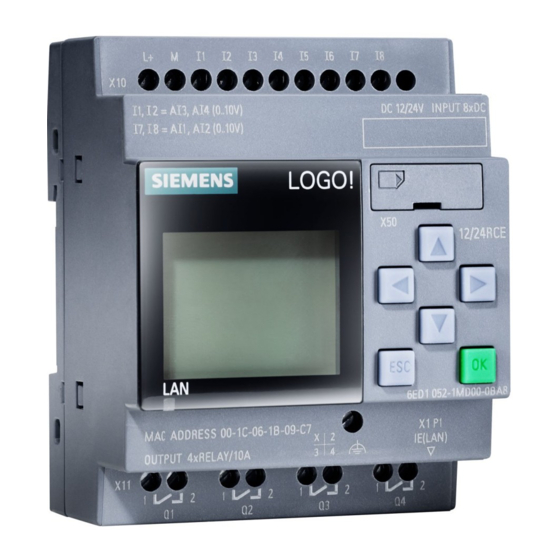 L+ M I1 I2 I3 I4 I5 I6 I7 I8
X10
I1, I2 = AI3, AI4 (0..10V)
I7, I8 = AI1, AI2 (0..10V)
DC 12/24V INPUT 8xDC
SIEMENS LOGO!
X50
12/24RCE
ESC OK
LAN
6ED1 052-1MD00-0BA8
MAC ADDRESS 00-1C-06-1B-09-C7
X 2
3 4
X1 P1
IE(LAN)
OUTPUT 4xRELAY/10A
X11
1 2 1 2 1 2 1 2
Q1 Q2 Q3 Q4